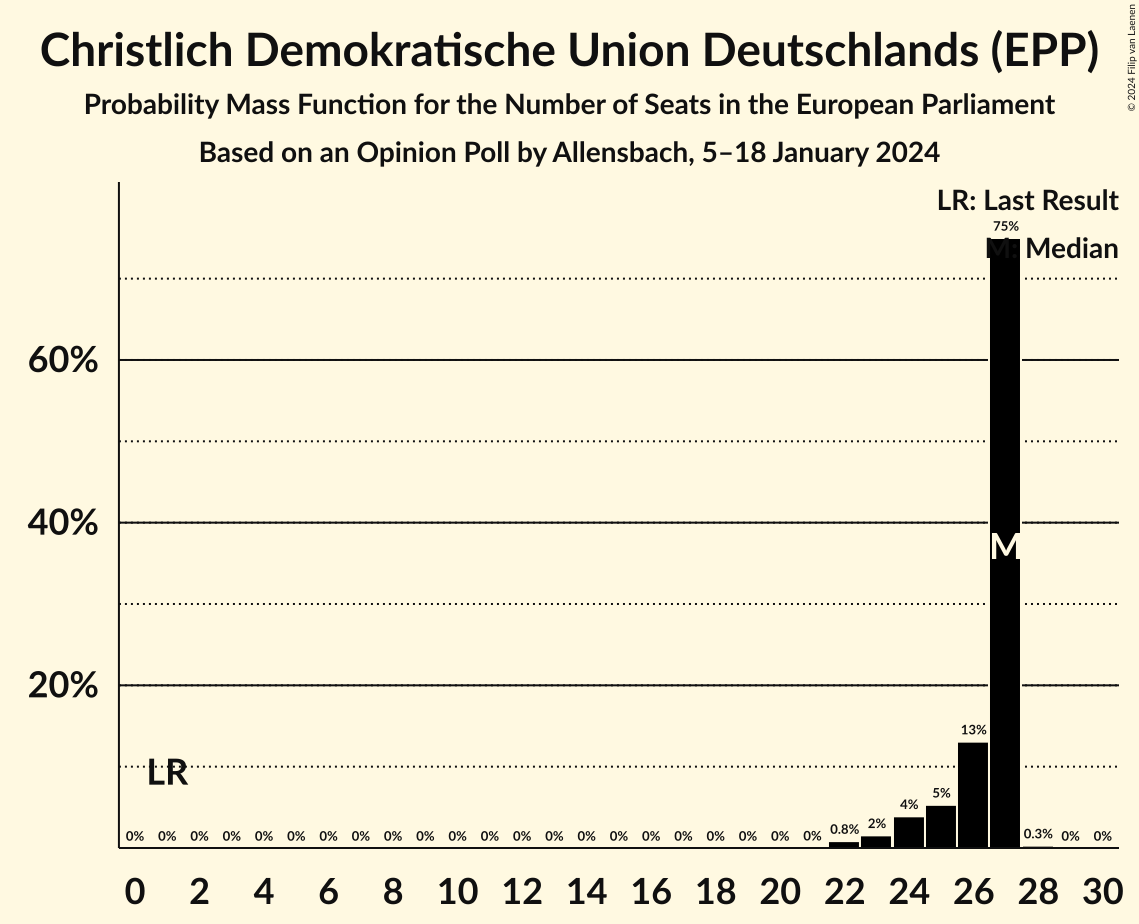 Christlich Demokratische Union Deutschlands (EPP)
Probability Mass Function for the Number of Seats in the European Parliament
Based on an Opinion Poll by Allensbach, 5–18 January 2024
© 2024 Filip van Laenen
LR: Last Result
M: Median
75%
60%
40%
M
20%
13%
LR
5%
4%
2%
0.8%
0.3%
0% 0% 0% 0% 0% 0% 0% 0% 0% 0% 0% 0% 0% 0% 0% 0% 0% 0% 0% 0% 0% 0% 0% 0%
0 2 4 6 8 10 12 14 16 18 20 22 24 26 28 30